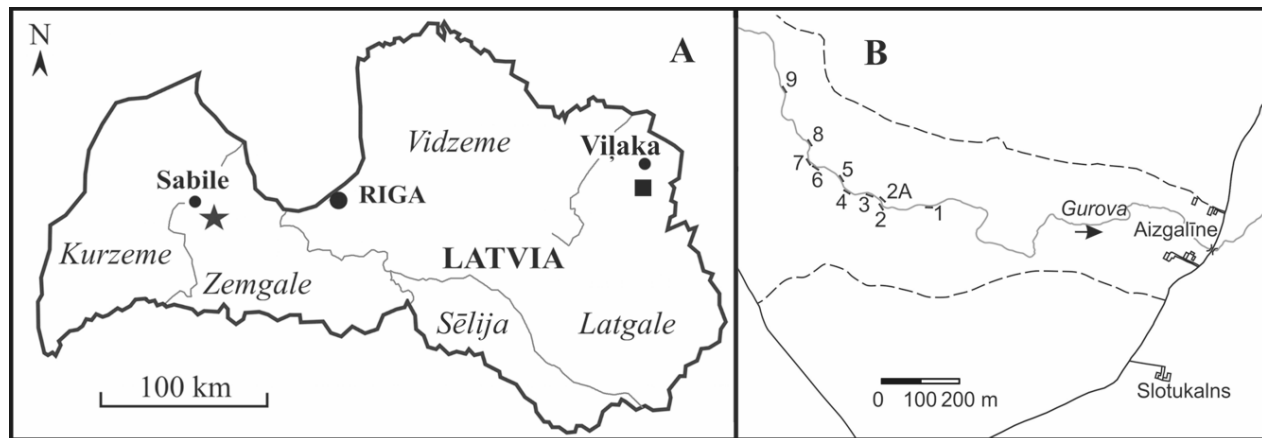 N
A
Vidzeme
Viļaka
Sabile
RIGA
Kurzeme
LATVIA
Zemgale
Sēlija
Latgale
100 km
B
9
8
7
6
5
4
3
2A
2
1
Gurova
Aizgalīne
0 100 200 m
Slotukalns